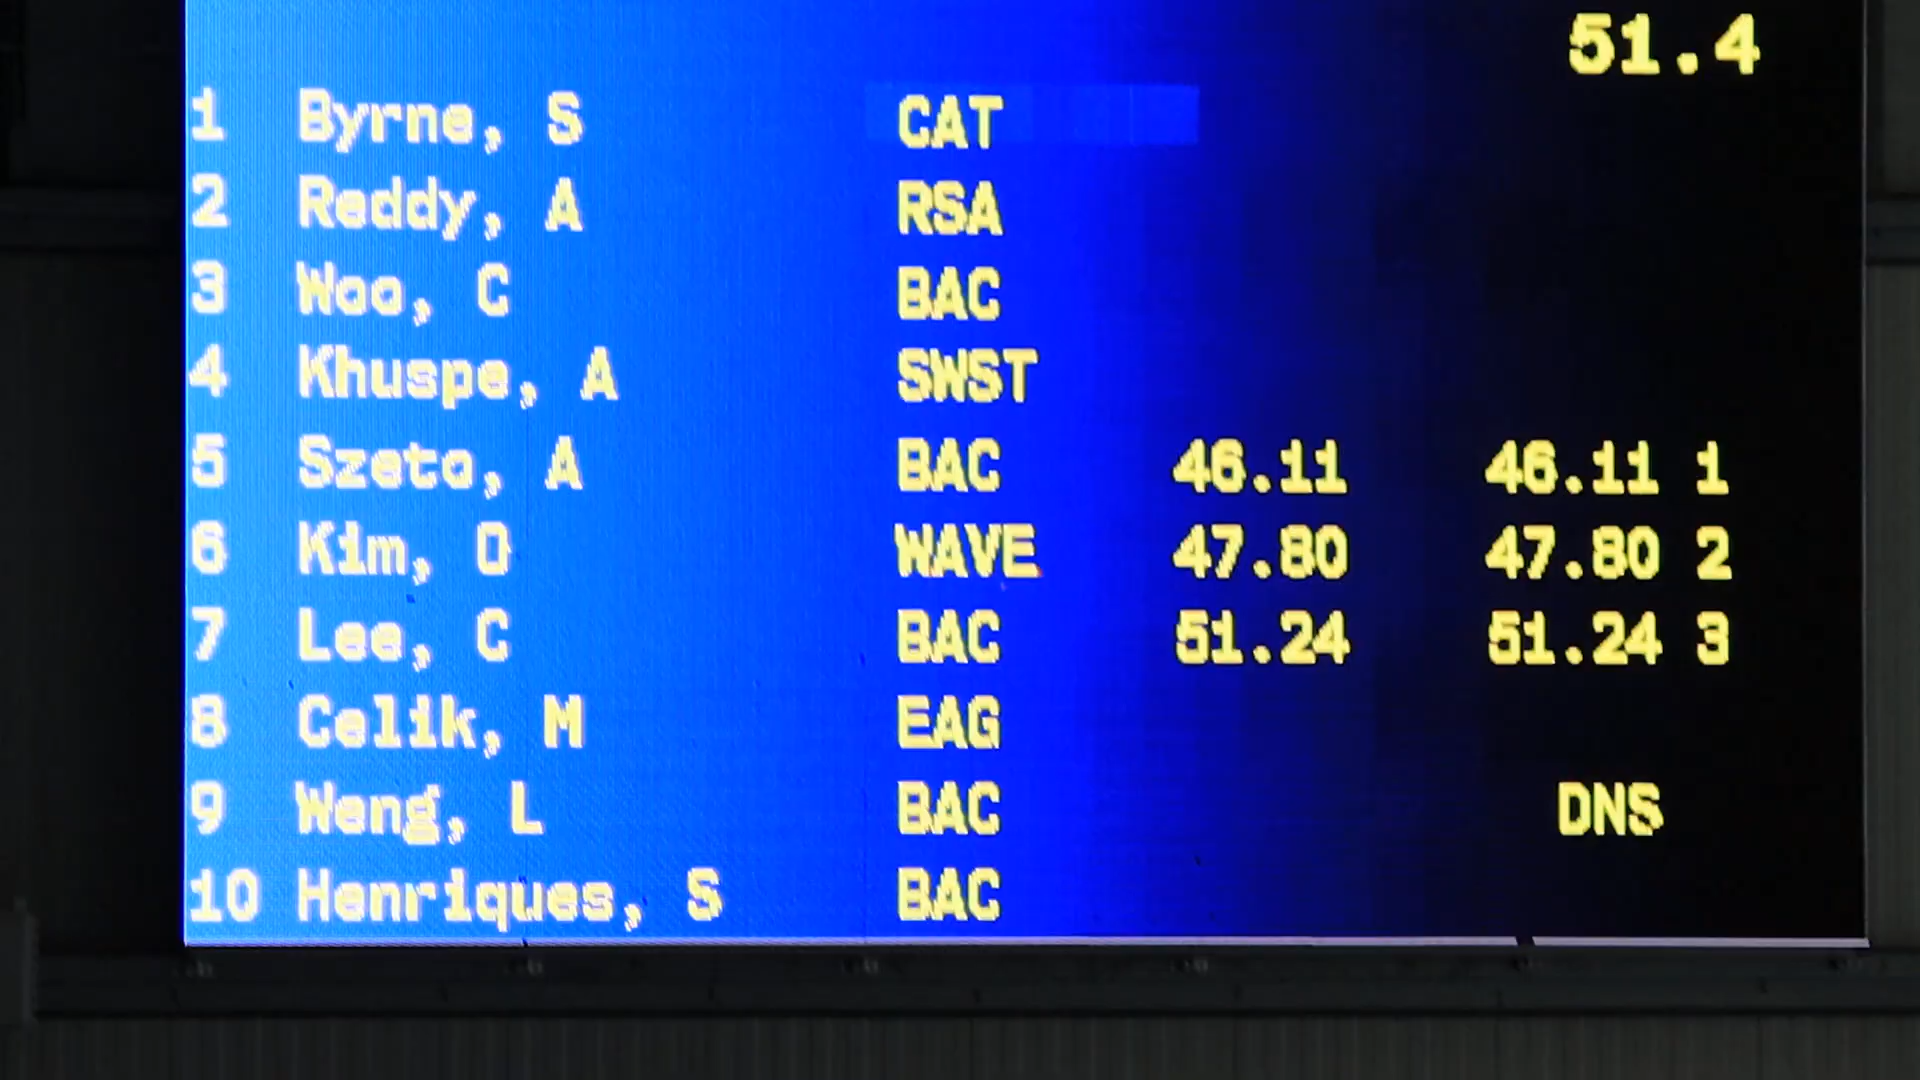 51.4
1 Byrne, S CAT
2 Reddy, A RSA
3 Woo, C BAC
4 Khuspe, A SWST
5 Szeto, A BAC 46.11 46.11 1
6 Kim, O WAVE 47.80 47.80 2
7 Lee, C BAC 51.24 51.24 3
8 Celik, M EAG
9 Weng, L BAC DNS
10 Henriques, S BAC